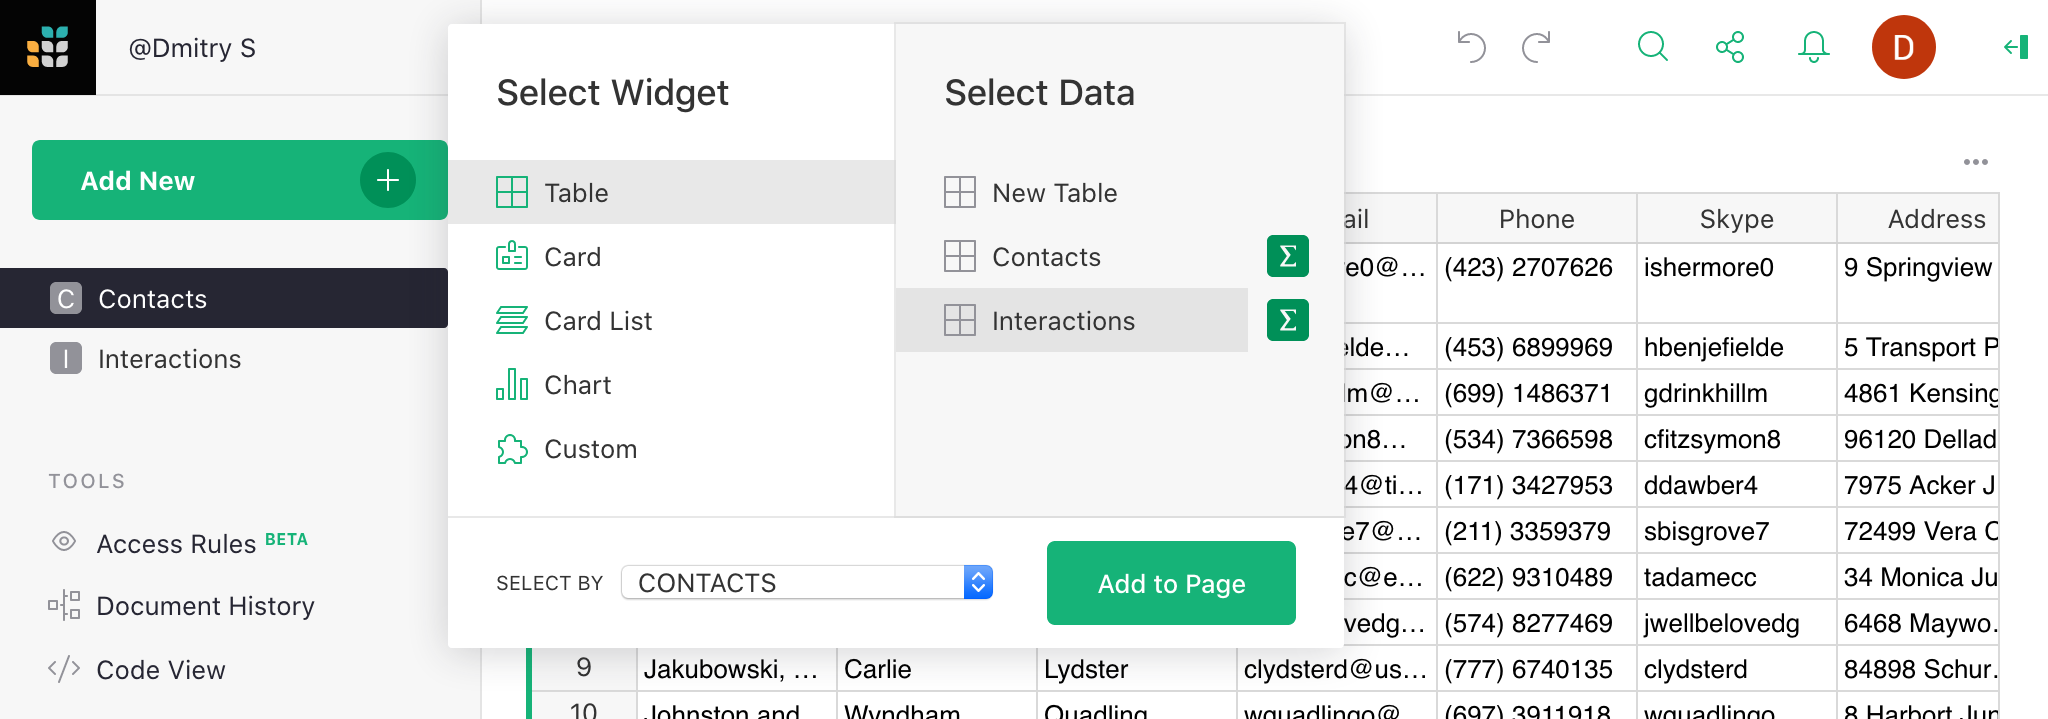 @Dmitry S
D
Add New
C Contacts
I Interactions
TOOLS
Access Rules BETA
Document History
Code View
Select Widget
Table
Card
Card List
Chart
Custom
Select Data
New Table
Contacts Σ
Interactions Σ
SELECT BY CONTACTS
Add to Page
ail Phone Skype Address
e0@… (423) 2707626 ishermore0 9 Springview
elde… (453) 6899969 hbenjefielde 5 Transport P
lm@… (699) 1486371 gdrinkhillm 4861 Kensing
on8… (534) 7366598 cfitzsymon8 96120 Dellad
4@ti… (171) 3427953 ddawber4 7975 Acker J
e7@… (211) 3359379 sbisgrove7 72499 Vera C
c@e… (622) 9310489 tadamecc 34 Monica Ju
vedg… (574) 8277469 jwellbelovedg 6468 Maywo.
9 Jakubowski, … Carlie Lydster clydsterd@us… (777) 6740135 clydsterd 84898 Schur.
10 Johnston and Wyndham Quadling wquadlingo@ (697) 3911918 wquadlingo 8 Harbort Jun